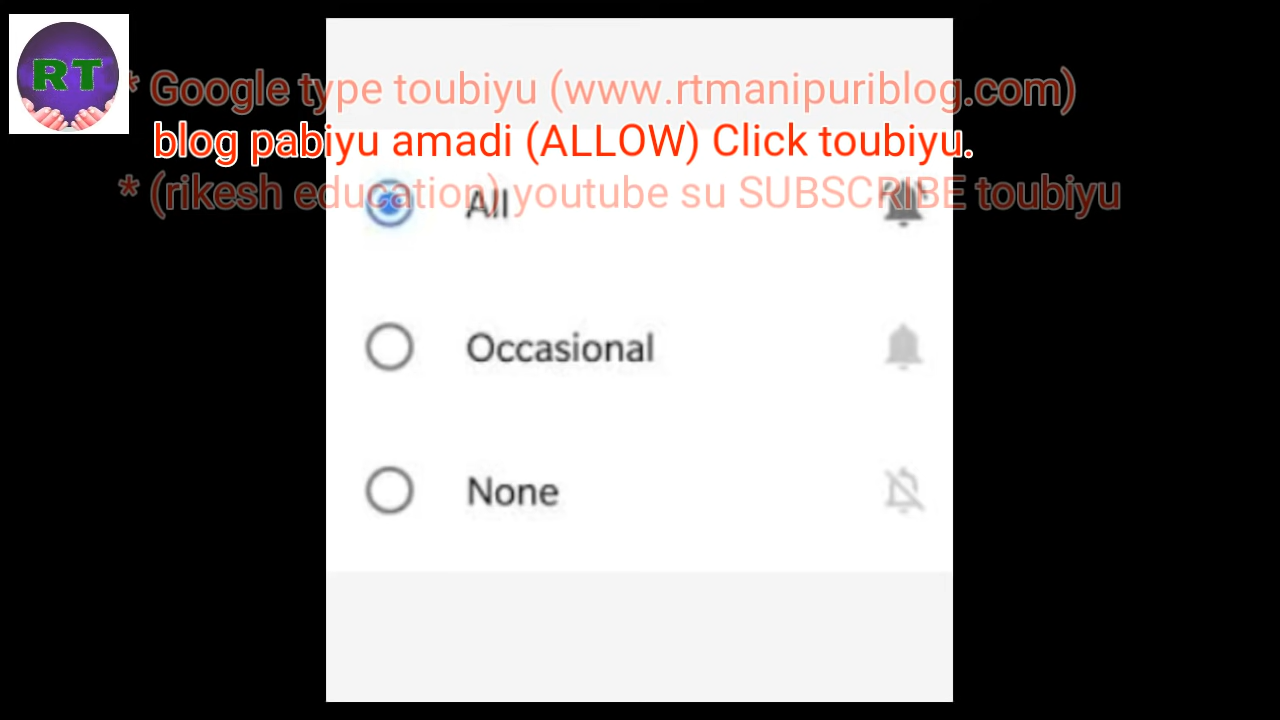 RT
* Google type toubiyu (www.rtmanipuriblog.com)
blog pabiyu amadi (ALLOW) Click toubiyu.
* (rikesh education) youtube su SUBSCRIBE toubiyu
All
Occasional
None